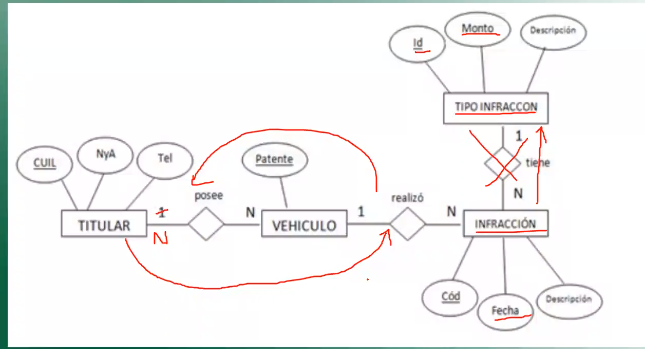 Id
Monto
Descripción
TIPO INFRACCON
1
tiene
N
CUIL
NyA
Tel
Patente
posee
realizó
TITULAR
1
N
N
VEHICULO
1
N
INFRACCIÓN
Cód
Fecha
Descripción